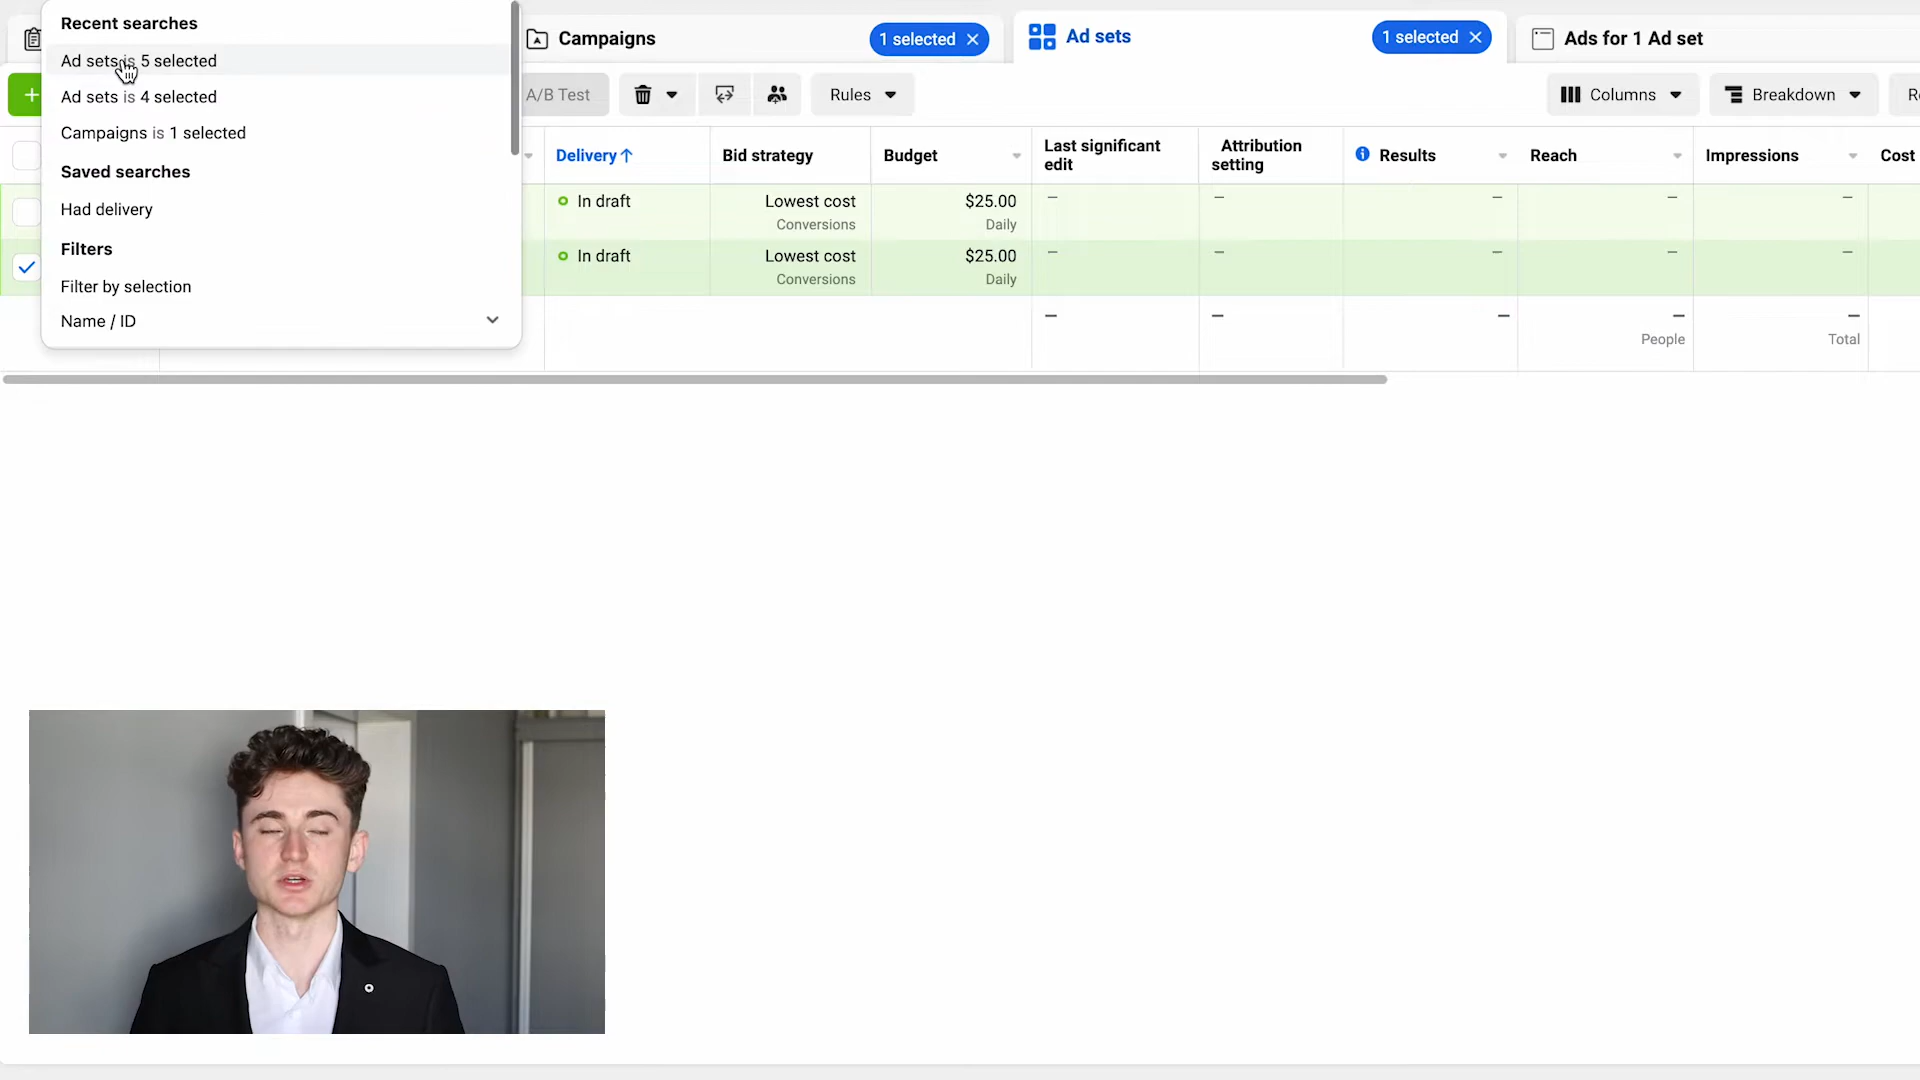 Recent searches
Ad sets is 5 selected
Ad sets is 4 selected
Campaigns is 1 selected
Saved searches
Had delivery
Filters
Filter by selection
Name / ID
Campaigns
1 selected
Ad sets
1 selected
Ads for 1 Ad set
A/B Test
Rules
Columns
Breakdown
Delivery↑
Bid strategy
Budget
Last significant
edit
Attribution
setting
Results
Reach
Impressions
Cost
In draft
Lowest cost
Conversions
$25.00
Daily
—
—
—
—
—
In draft
Lowest cost
Conversions
$25.00
Daily
—
—
—
—
—
—
—
—
—
People
—
Total